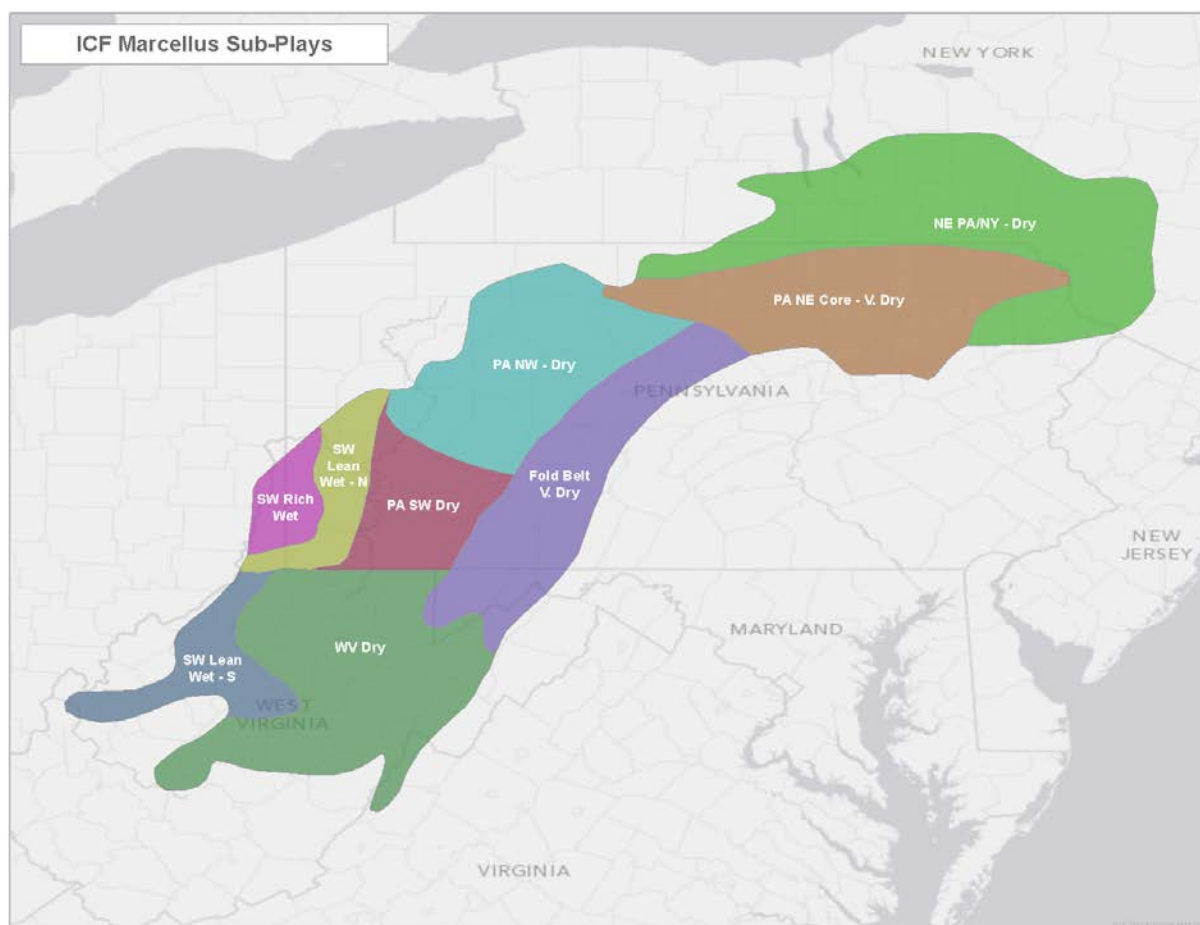 ICF Marcellus Sub-Plays
NEW YORK
NE PA/NY - Dry
PA NE Core - V. Dry
PA NW - Dry
PENNSYLVANIA
SW
Lean
Wet - N
Fold Belt
V. Dry
SW Rich
Wet
PA SW Dry
NEW
JERSEY
MARYLAND
WV Dry
SW Lean
Wet - S
WEST
VIRGINIA
VIRGINIA